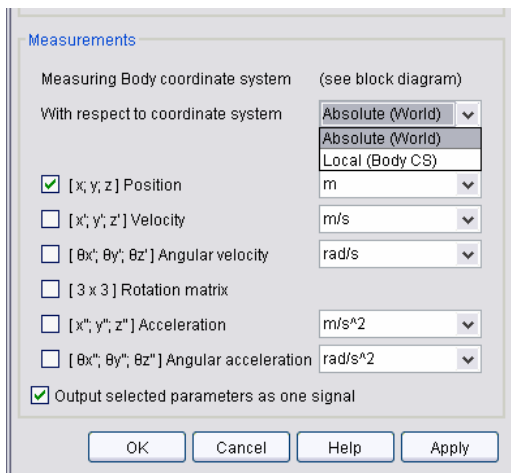 Measurements
Measuring Body coordinate system (see block diagram)
With respect to coordinate system Absolute (World)
Absolute (World)
Local (Body CS)
[ x; y; z ] Position m
[ x'; y'; z' ] Velocity m/s
[ θx'; θy'; θz' ] Angular velocity rad/s
[ 3 x 3 ] Rotation matrix
[ x''; y''; z'' ] Acceleration m/s^2
[ θx''; θy''; θz'' ] Angular acceleration rad/s^2
Output selected parameters as one signal
OK Cancel Help Apply